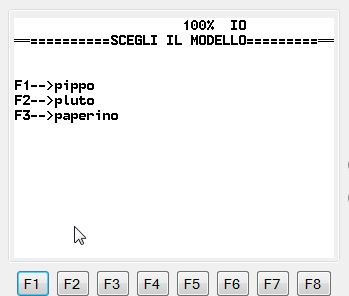 100% IO
============SCEGLI IL MODELLO===========
F1-->pippo
F2-->pluto
F3-->paperino
F1 F2 F3 F4 F5 F6 F7 F8